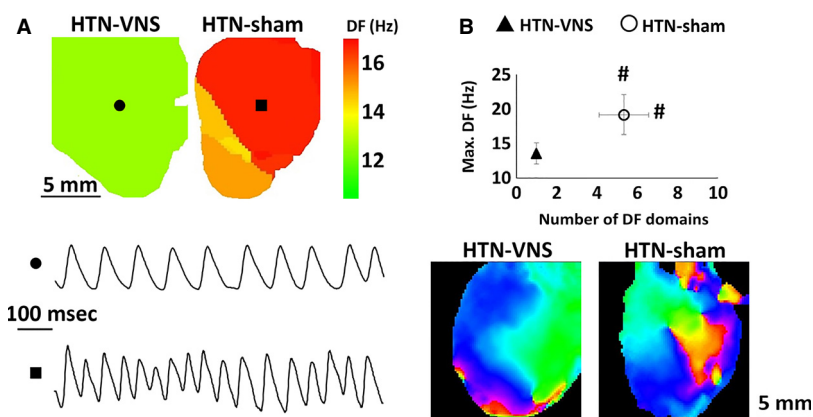 A
HTN-VNS HTN-sham DF (Hz)
16
14
12
5 mm
100 msec
B
▲ HTN-VNS ○ HTN-sham
Max. DF (Hz)
25
20
15
10
# #
0 2 4 6 8 10
Number of DF domains
HTN-VNS HTN-sham
5 mm